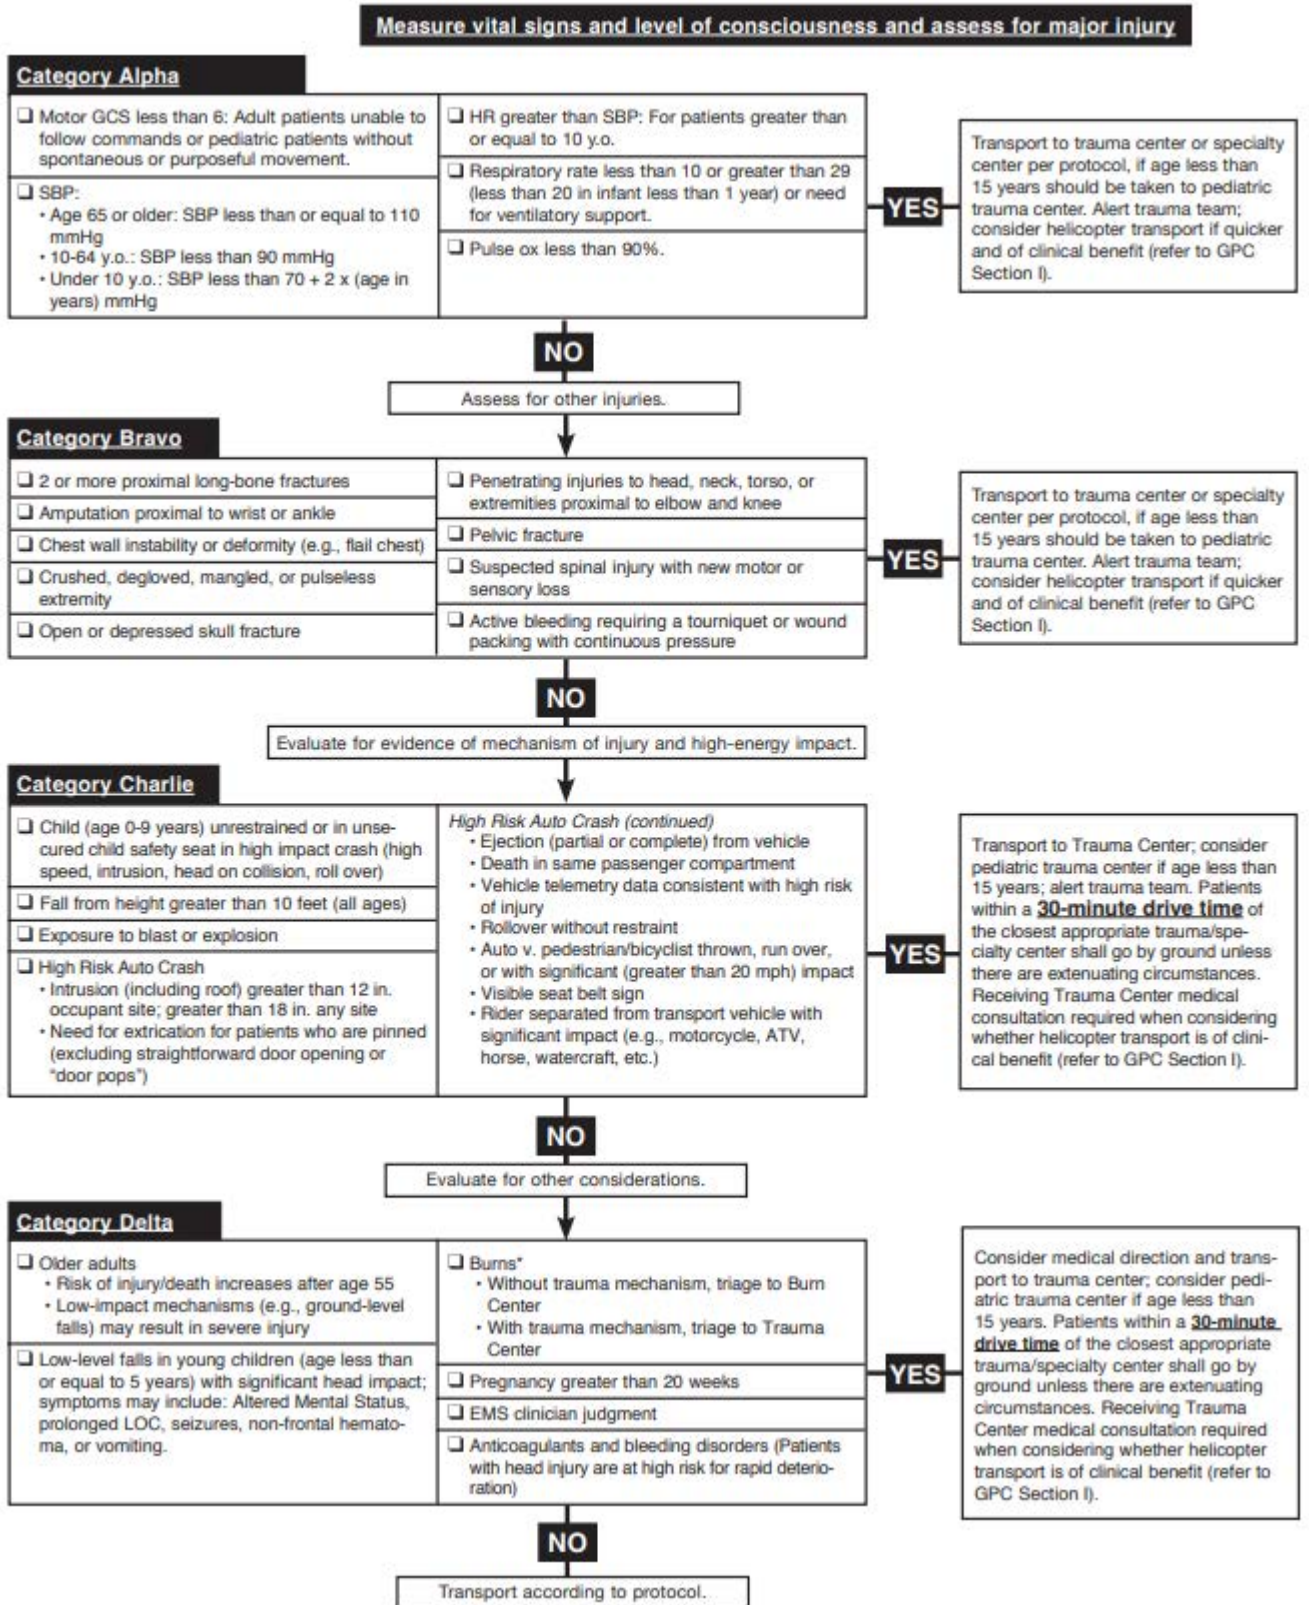 Measure vital signs and level of consciousness and assess for major injury
Category Alpha
❑ Motor GCS less than 6: Adult patients unable to
follow commands or pediatric patients without
spontaneous or purposeful movement.
❑ SBP:
• Age 65 or older: SBP less than or equal to 110
mmHg
• 10-64 y.o.: SBP less than 90 mmHg
• Under 10 y.o.: SBP less than 70 + 2 x (age in
years) mmHg
❑ HR greater than SBP: For patients greater than
or equal to 10 y.o.
❑ Respiratory rate less than 10 or greater than 29
(less than 20 in infant less than 1 year) or need
for ventilatory support.
❑ Pulse ox less than 90%.
YES
Transport to trauma center or specialty
center per protocol, if age less than
15 years should be taken to pediatric
trauma center. Alert trauma team;
consider helicopter transport if quicker
and of clinical benefit (refer to GPC
Section I).
NO
Assess for other injuries.
Category Bravo
❑ 2 or more proximal long-bone fractures
❑ Amputation proximal to wrist or ankle
❑ Chest wall instability or deformity (e.g., flail chest)
❑ Crushed, degloved, mangled, or pulseless
extremity
❑ Open or depressed skull fracture
❑ Penetrating injuries to head, neck, torso, or
extremities proximal to elbow and knee
❑ Pelvic fracture
❑ Suspected spinal injury with new motor or
sensory loss
❑ Active bleeding requiring a tourniquet or wound
packing with continuous pressure
YES
Transport to trauma center or specialty
center per protocol, if age less than
15 years should be taken to pediatric
trauma center. Alert trauma team;
consider helicopter transport if quicker
and of clinical benefit (refer to GPC
Section I).
NO
Evaluate for evidence of mechanism of injury and high-energy impact.
Category Charlie
❑ Child (age 0-9 years) unrestrained or in unse-
cured child safety seat in high impact crash (high
speed, intrusion, head on collision, roll over)
❑ Fall from height greater than 10 feet (all ages)
❑ Exposure to blast or explosion
❑ High Risk Auto Crash
• Intrusion (including roof) greater than 12 in.
occupant site; greater than 18 in. any site
• Need for extrication for patients who are pinned
(excluding straightforward door opening or
"door pops")
High Risk Auto Crash (continued)
• Ejection (partial or complete) from vehicle
• Death in same passenger compartment
• Vehicle telemetry data consistent with high risk
of injury
• Rollover without restraint
• Auto v. pedestrian/bicyclist thrown, run over,
or with significant (greater than 20 mph) impact
• Visible seat belt sign
• Rider separated from transport vehicle with
significant impact (e.g., motorcycle, ATV,
horse, watercraft, etc.)
YES
Transport to Trauma Center; consider
pediatric trauma center if age less than
15 years; alert trauma team. Patients
within a 30-minute drive time of
the closest appropriate trauma/spe-
cialty center shall go by ground unless
there are extenuating circumstances.
Receiving Trauma Center medical
consultation required when considering
whether helicopter transport is of clini-
cal benefit (refer to GPC Section I).
NO
Evaluate for other considerations.
Category Delta
❑ Older adults
• Risk of injury/death increases after age 55
• Low-impact mechanisms (e.g., ground-level
falls) may result in severe injury
❑ Low-level falls in young children (age less than
or equal to 5 years) with significant head impact;
symptoms may include: Altered Mental Status,
prolonged LOC, seizures, non-frontal hemato-
ma, or vomiting.
❑ Burns*
• Without trauma mechanism, triage to Burn
Center
• With trauma mechanism, triage to Trauma
Center
❑ Pregnancy greater than 20 weeks
❑ EMS clinician judgment
❑ Anticoagulants and bleeding disorders (Patients
with head injury are at high risk for rapid deterio-
ration)
YES
Consider medical direction and trans-
port to trauma center; consider pedi-
atric trauma center if age less than
15 years. Patients within a 30-minute
drive time of the closest appropriate
trauma/specialty center shall go by
ground unless there are extenuating
circumstances. Receiving Trauma
Center medical consultation required
when considering whether helicopter
transport is of clinical benefit (refer to
GPC Section I).
NO
Transport according to protocol.